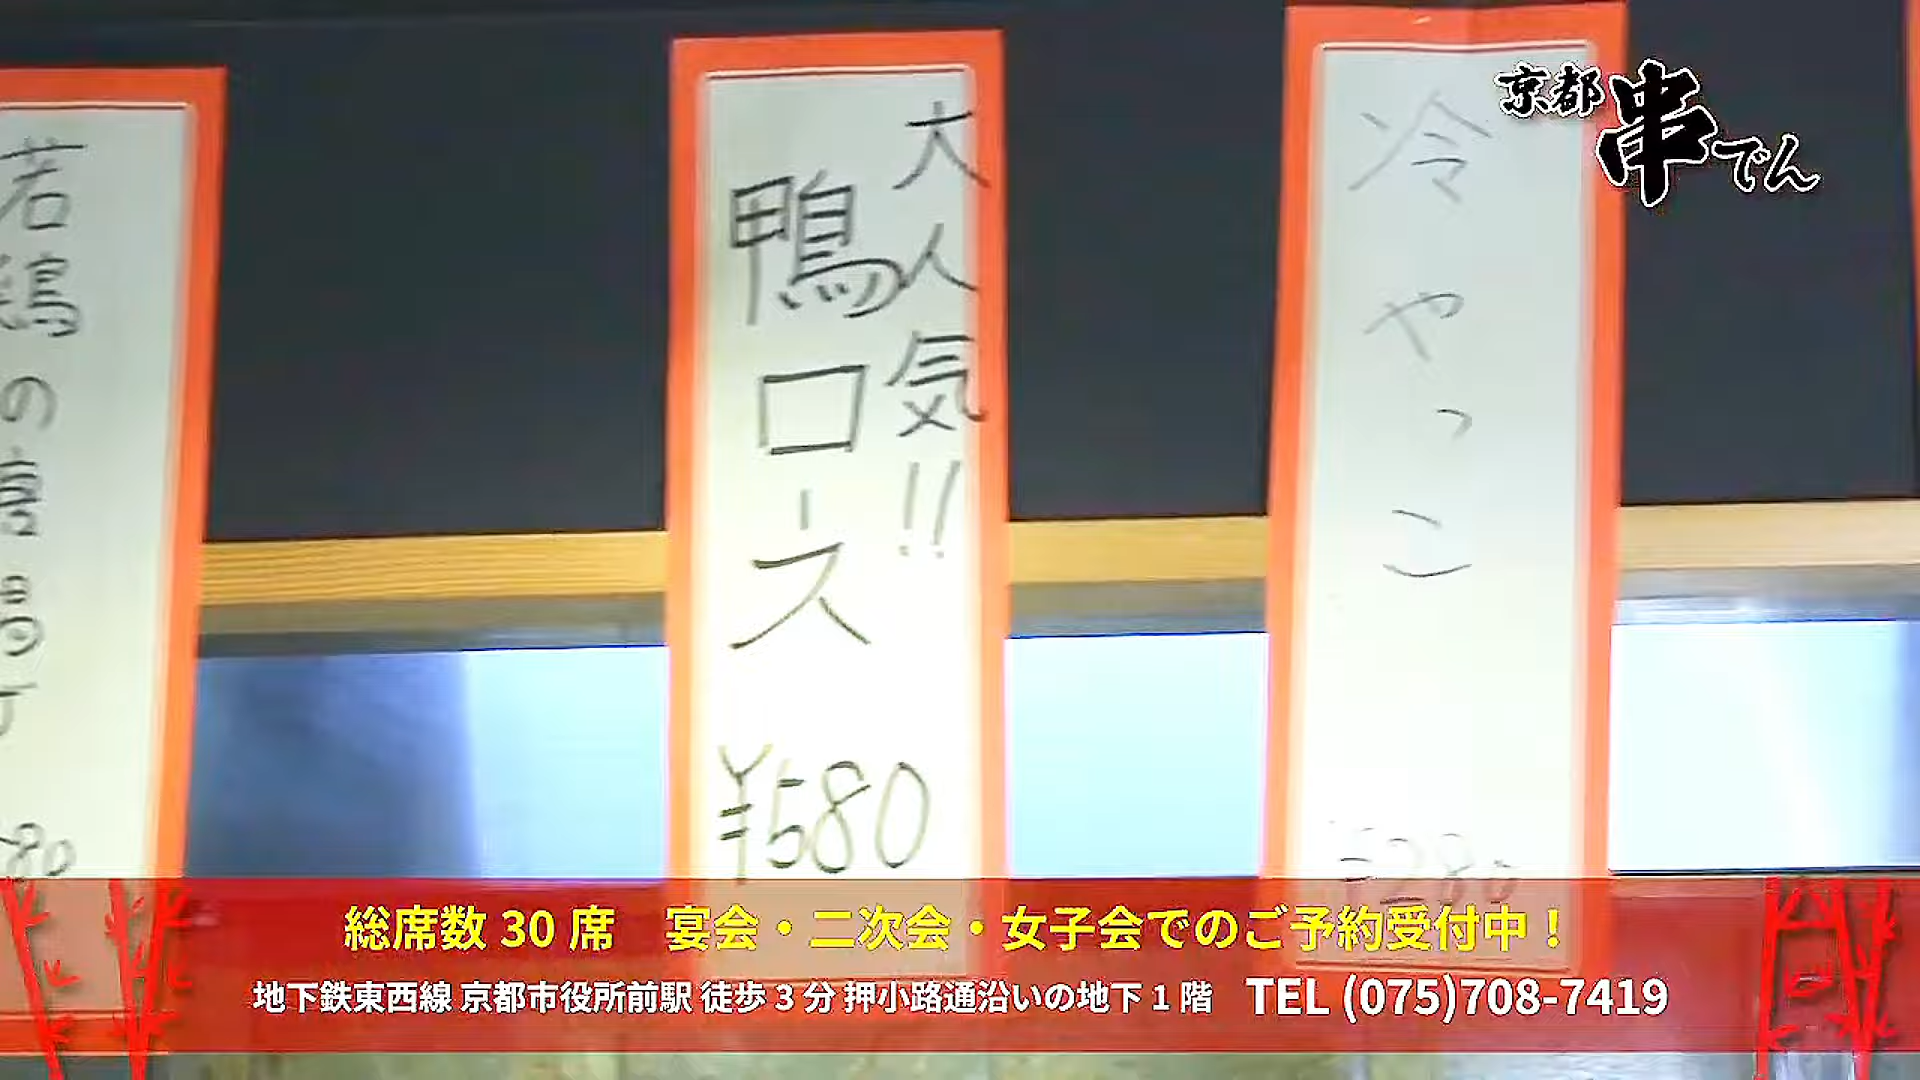 京都 串でん
冷やっこ
大人気!!
鴨ロース
¥580
若鶏の唐揚げ
総席数 30 席　宴会・二次会・女子会でのご予約受付中！
地下鉄東西線 京都市役所前駅 徒歩 3 分 押小路通沿いの地下 1 階　TEL (075)708-7419